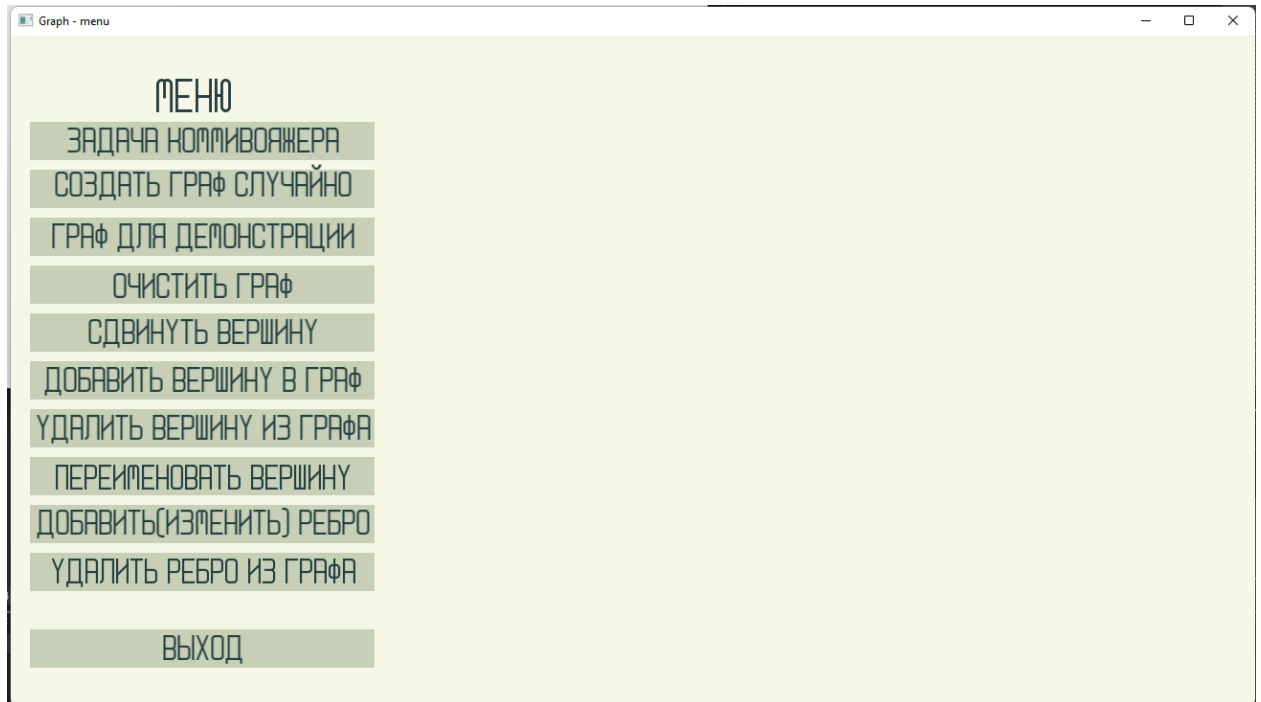 Graph - menu
МЕНЮ
ЗАДАЧА КОММИВОЯЖЕРА
СОЗДАТЬ ГРАФ СЛУЧАЙНО
ГРАФ ДЛЯ ДЕМОНСТРАЦИИ
ОЧИСТИТЬ ГРАФ
СДВИНУТЬ ВЕРШИНУ
ДОБАВИТЬ ВЕРШИНУ В ГРАФ
УДАЛИТЬ ВЕРШИНУ ИЗ ГРАФА
ПЕРЕИМЕНОВАТЬ ВЕРШИНУ
ДОБАВИТЬ(ИЗМЕНИТЬ) РЕБРО
УДАЛИТЬ РЕБРО ИЗ ГРАФА
ВЫХОД